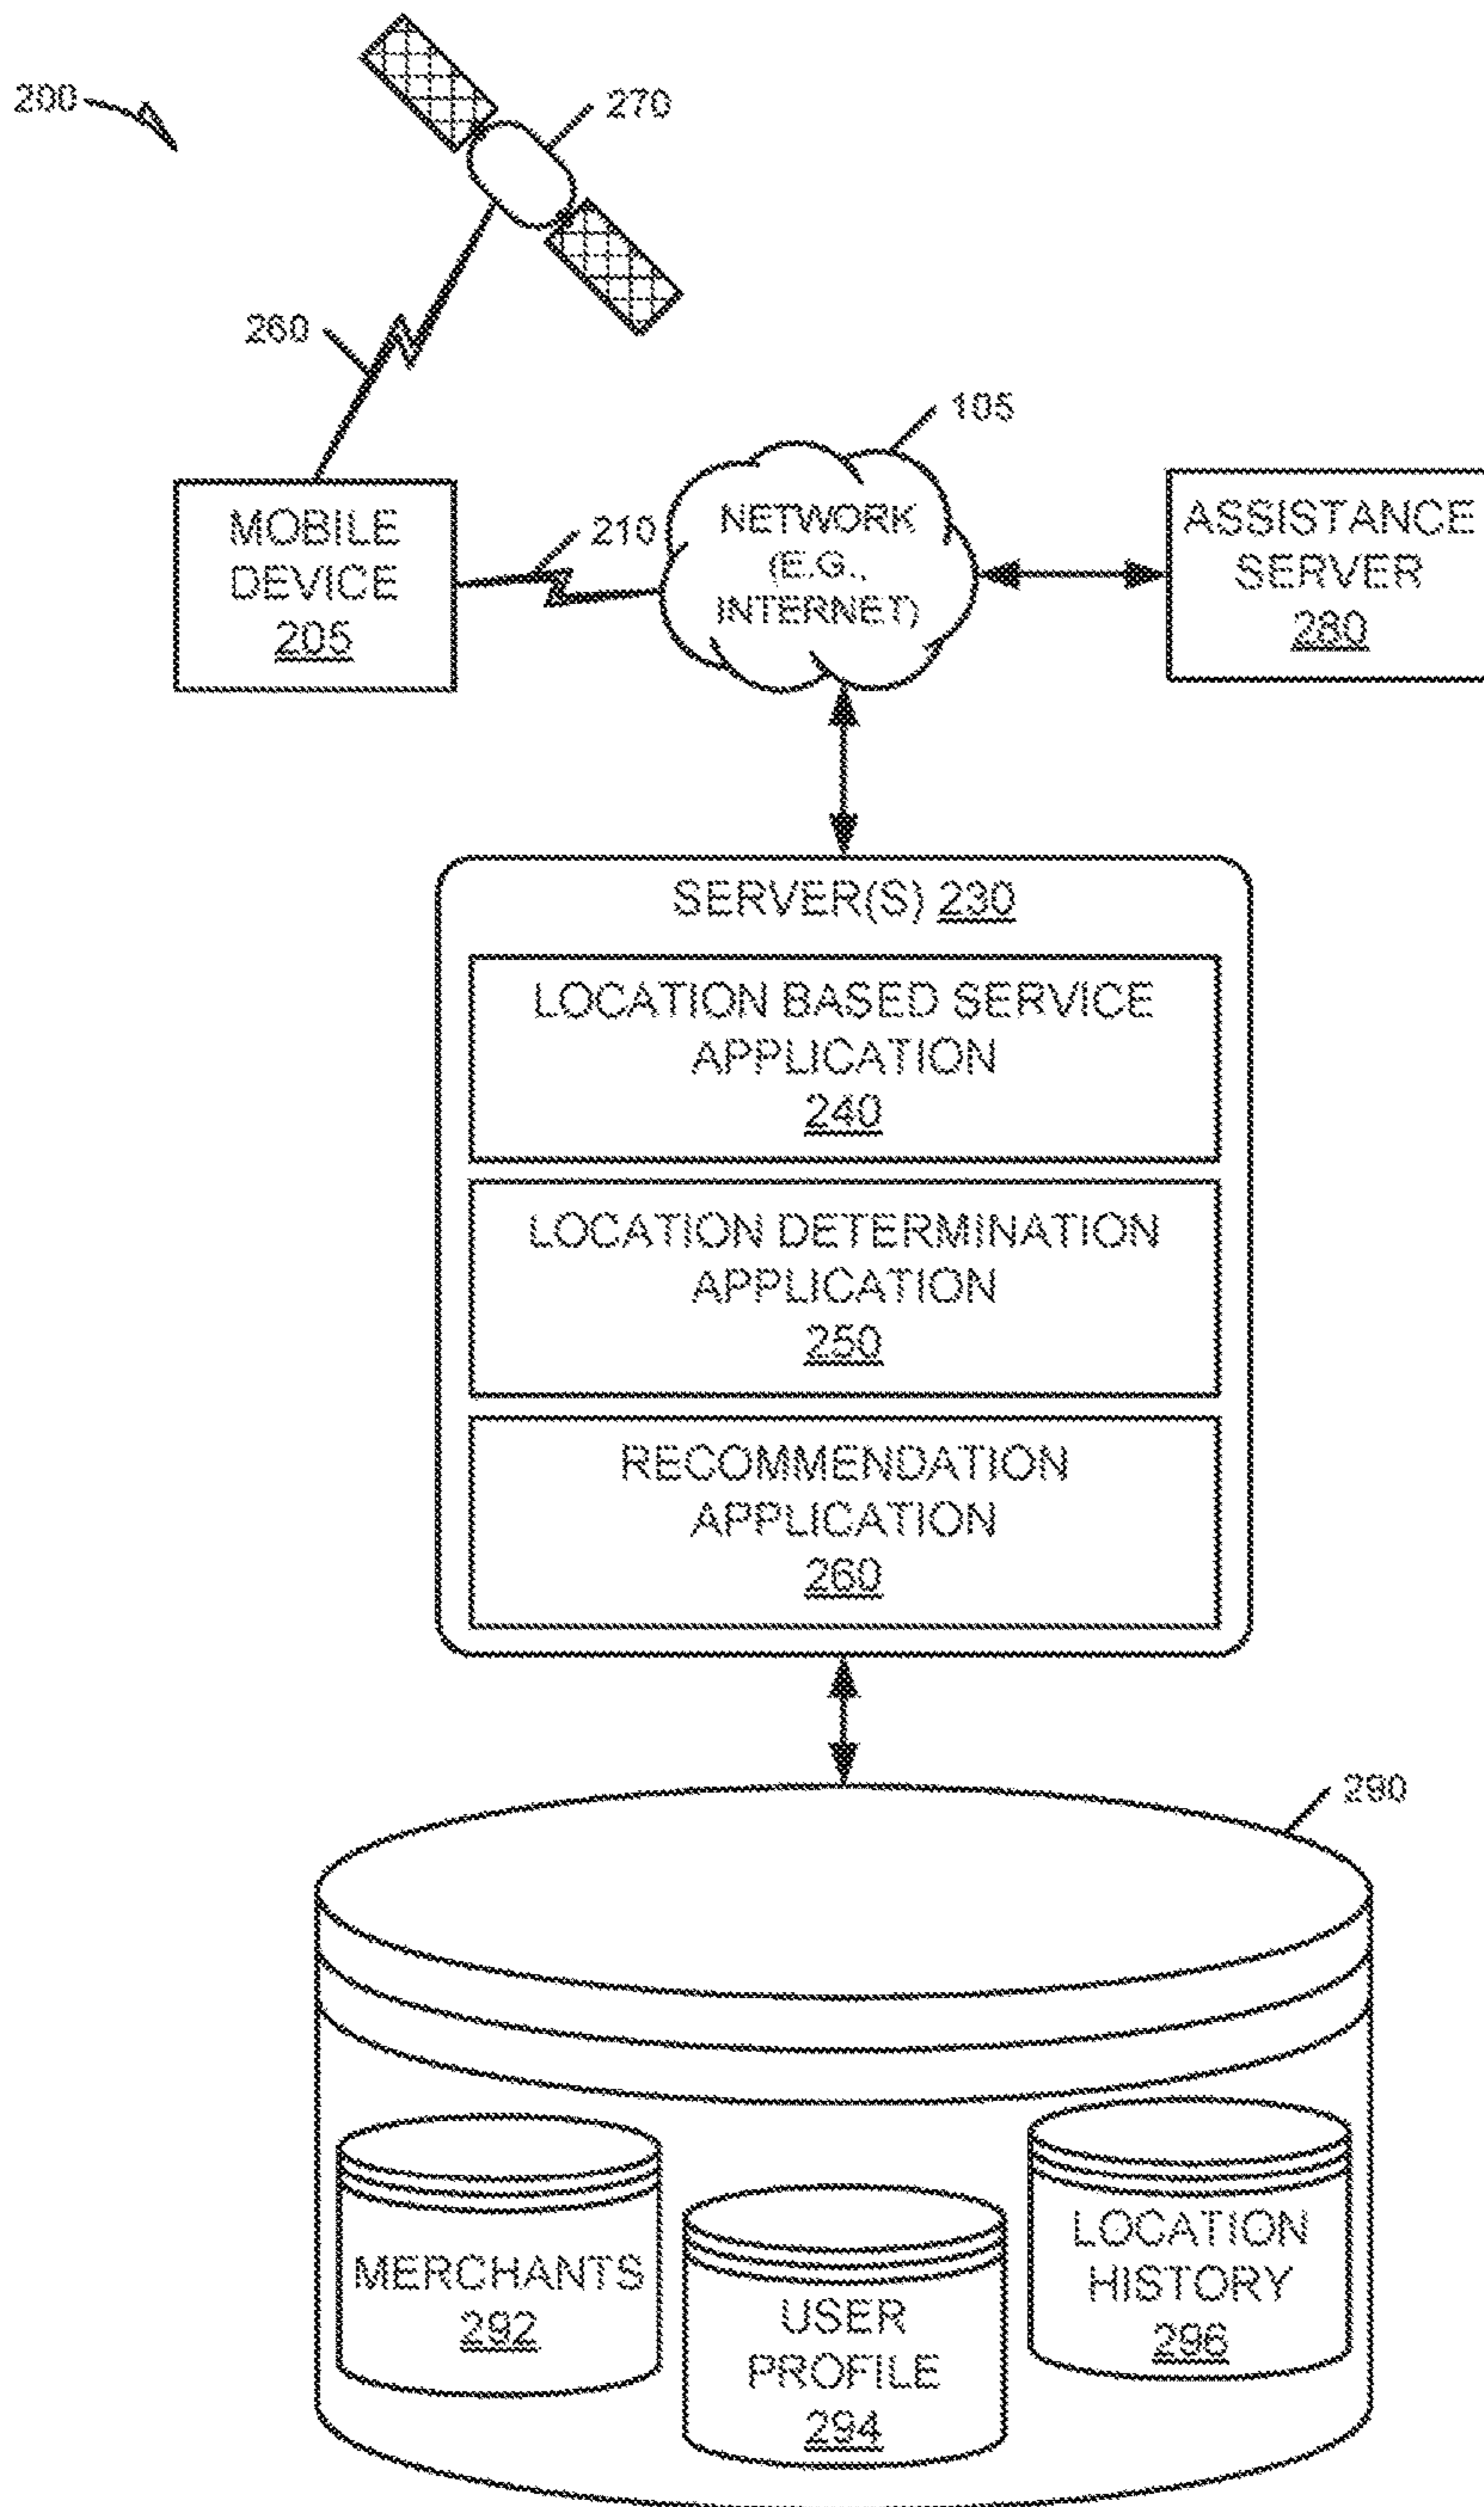 200
270
260
105
MOBILE
DEVICE
205
210
NETWORK
(E.G.,
INTERNET)
ASSISTANCE
SERVER
280
SERVER(S) 230
LOCATION BASED SERVICE
APPLICATION
240
LOCATION DETERMINATION
APPLICATION
250
RECOMMENDATION
APPLICATION
260
290
MERCHANTS
292
USER
PROFILE
294
LOCATION
HISTORY
296